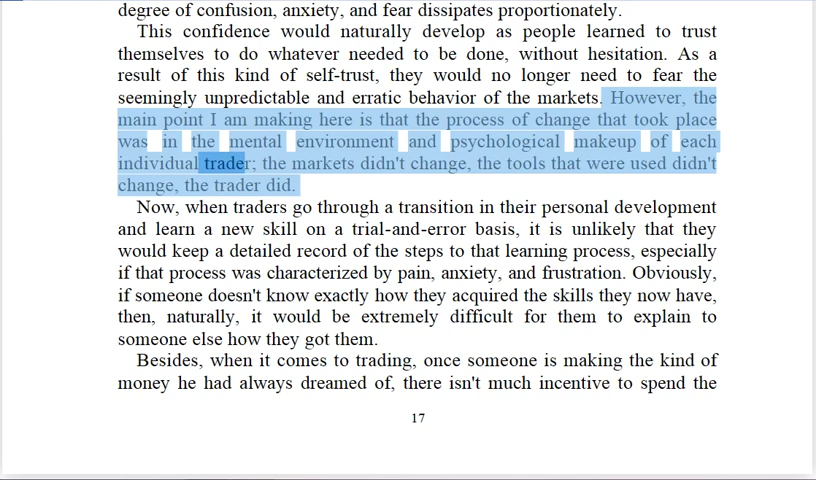 degree of confusion, anxiety, and fear dissipates proportionately.
This confidence would naturally develop as people learned to trust
themselves to do whatever needed to be done, without hesitation. As a
result of this kind of self-trust, they would no longer need to fear the
seemingly unpredictable and erratic behavior of the markets. However, the
main point I am making here is that the process of change that took place
was in the mental environment and psychological makeup of each
individual trader; the markets didn't change, the tools that were used didn't
change, the trader did.
Now, when traders go through a transition in their personal development
and learn a new skill on a trial-and-error basis, it is unlikely that they
would keep a detailed record of the steps to that learning process, especially
if that process was characterized by pain, anxiety, and frustration. Obviously,
if someone doesn't know exactly how they acquired the skills they now have,
then, naturally, it would be extremely difficult for them to explain to
someone else how they got them.
Besides, when it comes to trading, once someone is making the kind of
money he had always dreamed of, there isn't much incentive to spend the
17